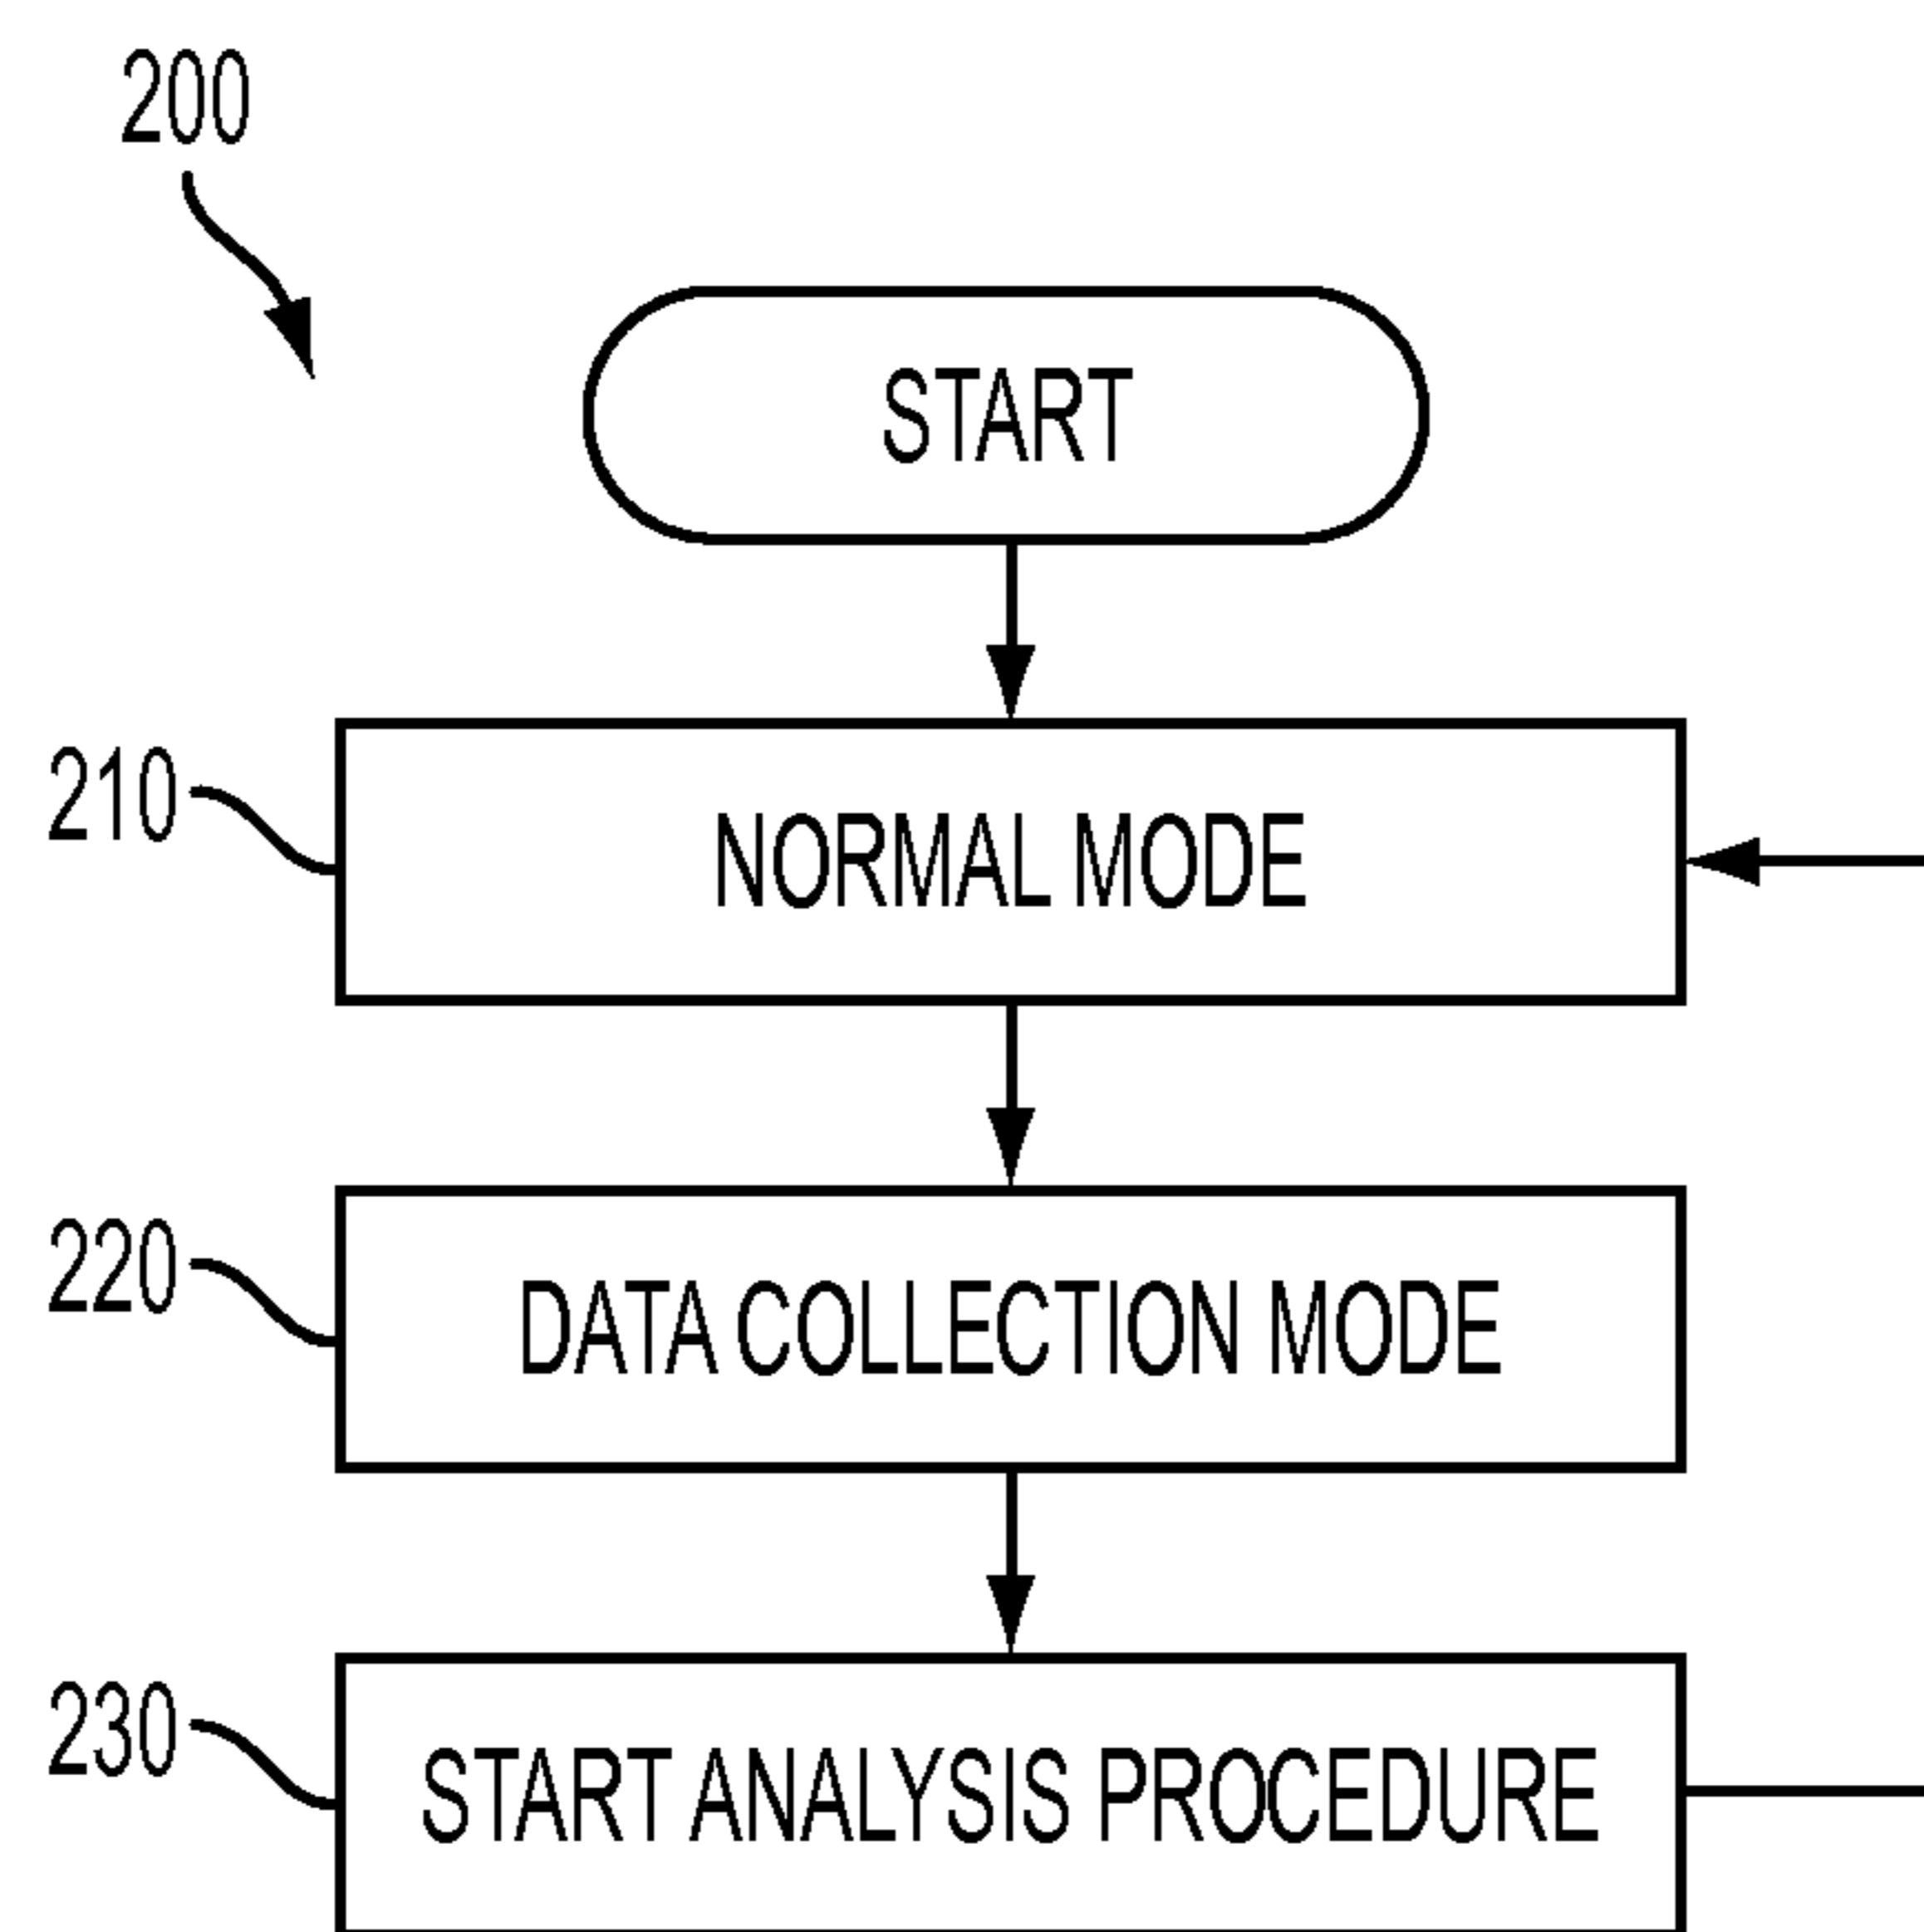 200
START
210
NORMAL MODE
220
DATA COLLECTION MODE
230
START ANALYSIS PROCEDURE